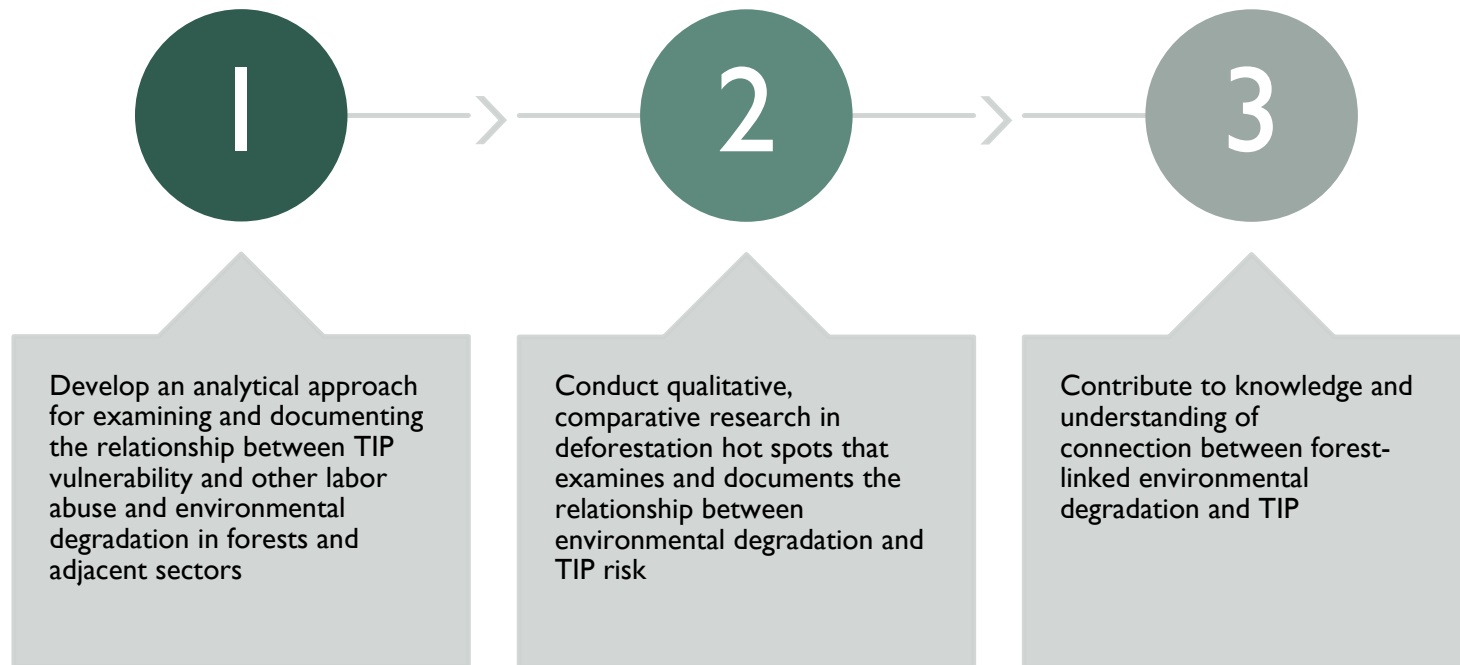 1
2
3
Develop an analytical approach
for examining and documenting
the relationship between TIP
vulnerability and other labor
abuse and environmental
degradation in forests and
adjacent sectors
Conduct qualitative,
comparative research in
deforestation hot spots that
examines and documents the
relationship between
environmental degradation and
TIP risk
Contribute to knowledge and
understanding of
connection between forest-
linked environmental
degradation and TIP